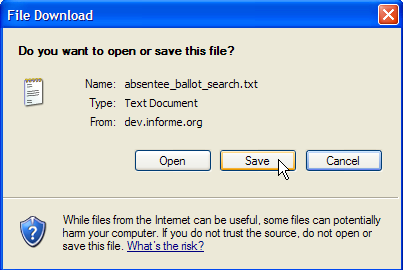 File Download
Do you want to open or save this file?
Name: absentee_ballot_search.txt
Type: Text Document
From: dev.informe.org
Open Save Cancel
While files from the Internet can be useful, some files can potentially
harm your computer. If you do not trust the source, do not open or
save this file. What's the risk?